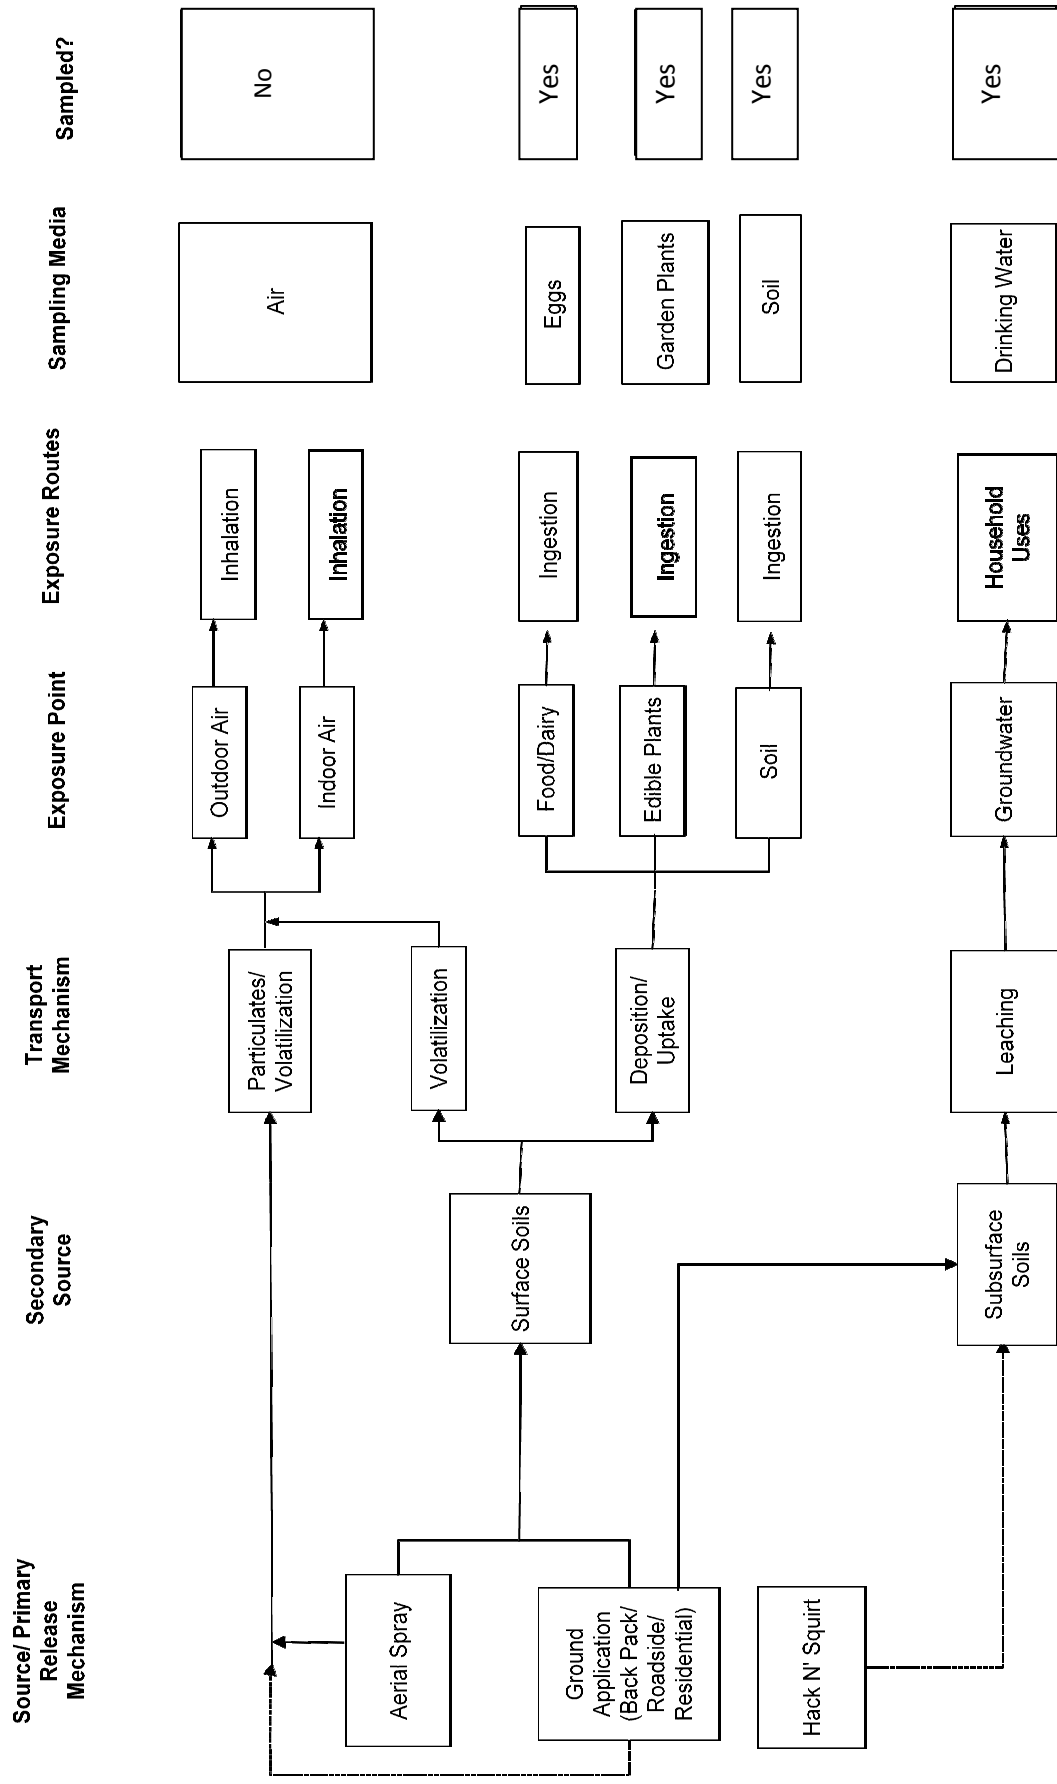 Source/ Primary
Release
Mechanism
Secondary
Source
Transport
Mechanism
Exposure Point
Exposure Routes
Sampling Media
Sampled?
Aerial Spray
Ground
Application
(Back Pack/
Roadside/
Residential)
Hack N' Squirt
Surface Soils
Subsurface
Soils
Particulates/
Volatilization
Volatilization
Deposition/
Uptake
Leaching
Outdoor Air
Indoor Air
Food/Dairy
Edible Plants
Soil
Groundwater
Inhalation
Inhalation
Ingestion
Ingestion
Ingestion
Household
Uses
Air
Eggs
Garden Plants
Soil
Drinking Water
No
Yes
Yes
Yes
Yes